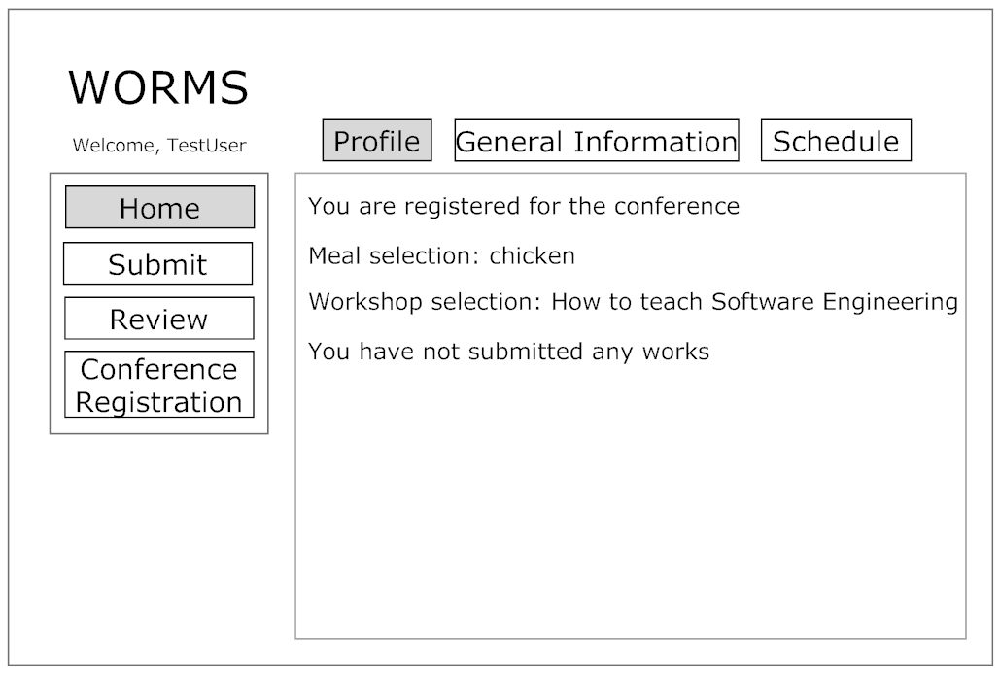 WORMS
Welcome, TestUser
Home
Submit
Review
Conference
Registration
Profile
General Information
Schedule
You are registered for the conference
Meal selection: chicken
Workshop selection: How to teach Software Engineering
You have not submitted any works